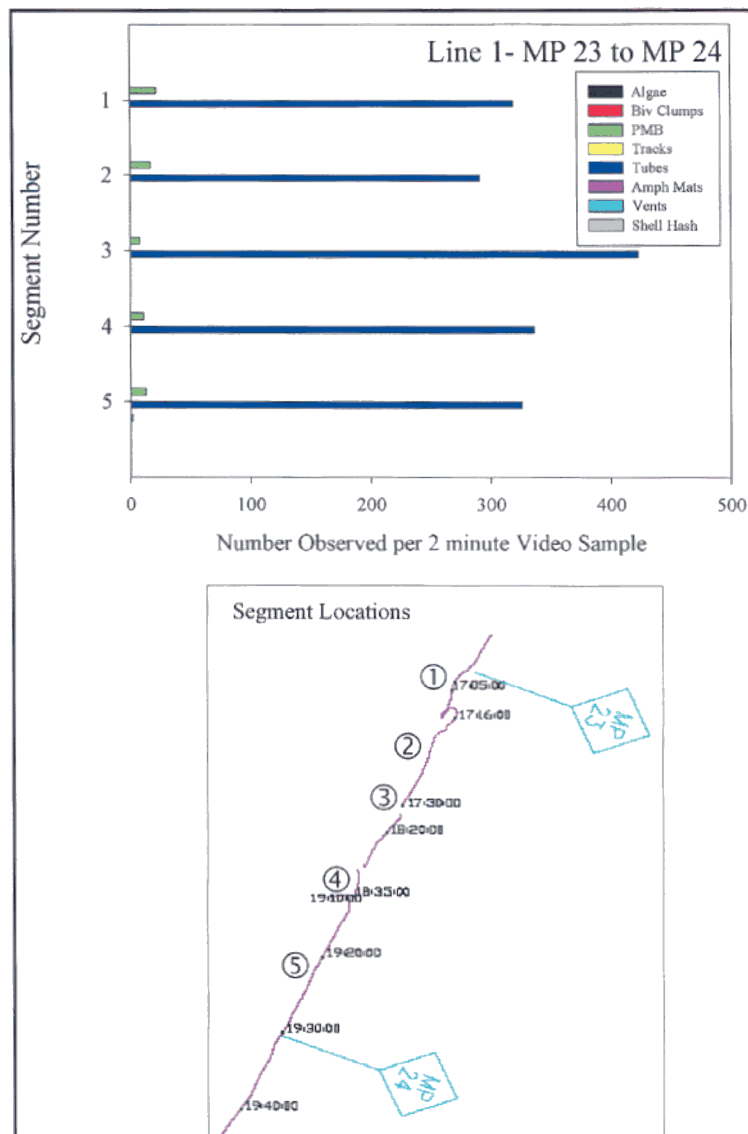 Line 1- MP 23 to MP 24
Algae
Biv Clumps
PMB
Tracks
Tubes
Amph Mats
Vents
Shell Hash
Segment Number
1
2
3
4
5
0 100 200 300 400 500
Number Observed per 2 minute Video Sample
Segment Locations
①
17:05:00
MP
23
17:16:00
②
③
17:30:00
18:20:00
④
18:35:00
19:10:00
19:20:00
⑤
19:30:00
MP
24
19:40:00